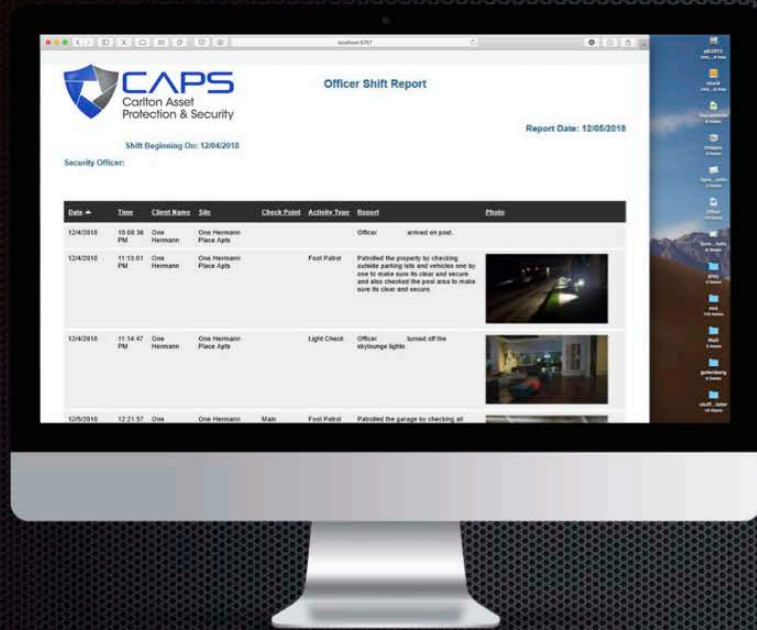 localhost:8767
CAPS
Carlton Asset
Protection & Security
Officer Shift Report
Report Date: 12/05/2018
Shift Beginning On: 12/04/2018
Security Officer:
Date Time Client Name Site Check Point Activity Type Report Photo
12/4/2018 10:08:36 One One Hermann Officer arrived on post.
PM Hermann Place Apts
12/4/2018 11:13:01 One One Hermann Foot Patrol Patrolled the property by checking
PM Hermann Place Apts outside parking lots and vehicles one by
one to make sure its clear and secure
and also checked the pool area to make
sure its clear and secure
12/4/2018 11:14:47 One One Hermann Light Check Officer turned off the
PM Hermann Place Apts skylounge lights
12/5/2018 12:21:57 One One Hermann Main Foot Patrol Patrolled the garage by checking all